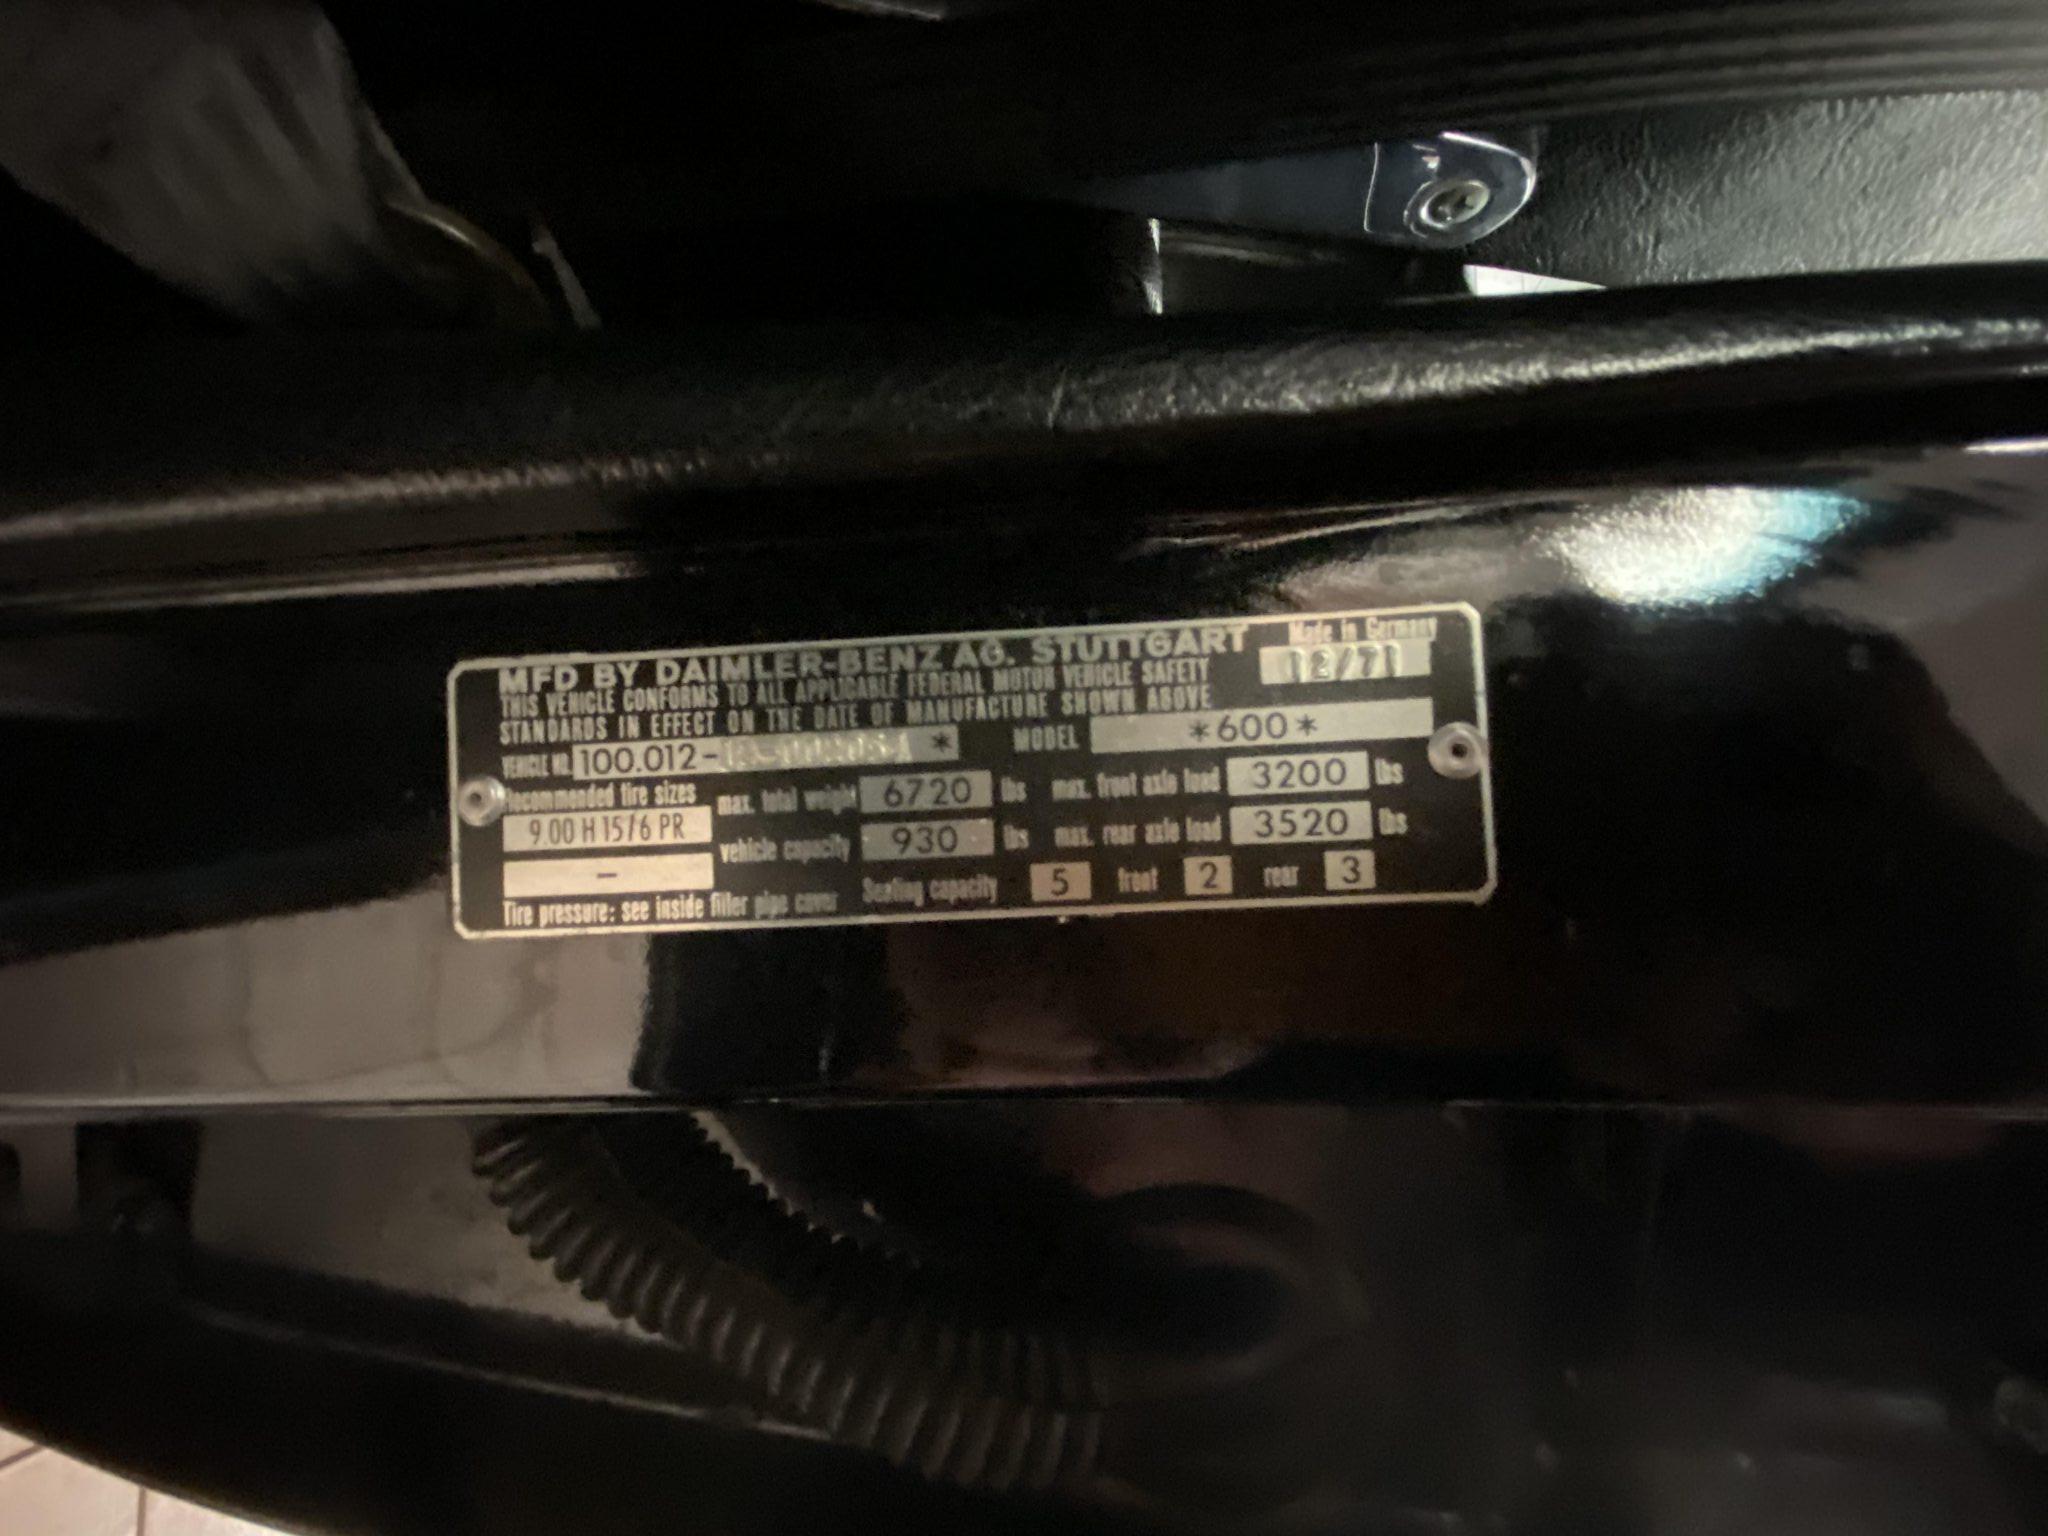 MFD BY DAIMLER-BENZ AG. STUTTGART
Made in Germany
12/71
THIS VEHICLE CONFORMS TO ALL APPLICABLE FEDERAL MOTOR VEHICLE SAFETY
STANDARDS IN EFFECT ON THE DATE OF MANUFACTURE SHOWN ABOVE
VEHICLE NR. 100.012- * MODEL *600*
Recommended tire sizes max. total weight 6720 lbs max. front axle load 3200 lbs
9.00 H 15/6 PR vehicle capacity 930 lbs max. rear axle load 3520 lbs
– Seating capacity 5 front 2 rear 3
Tire pressure: see inside filler pipe cover